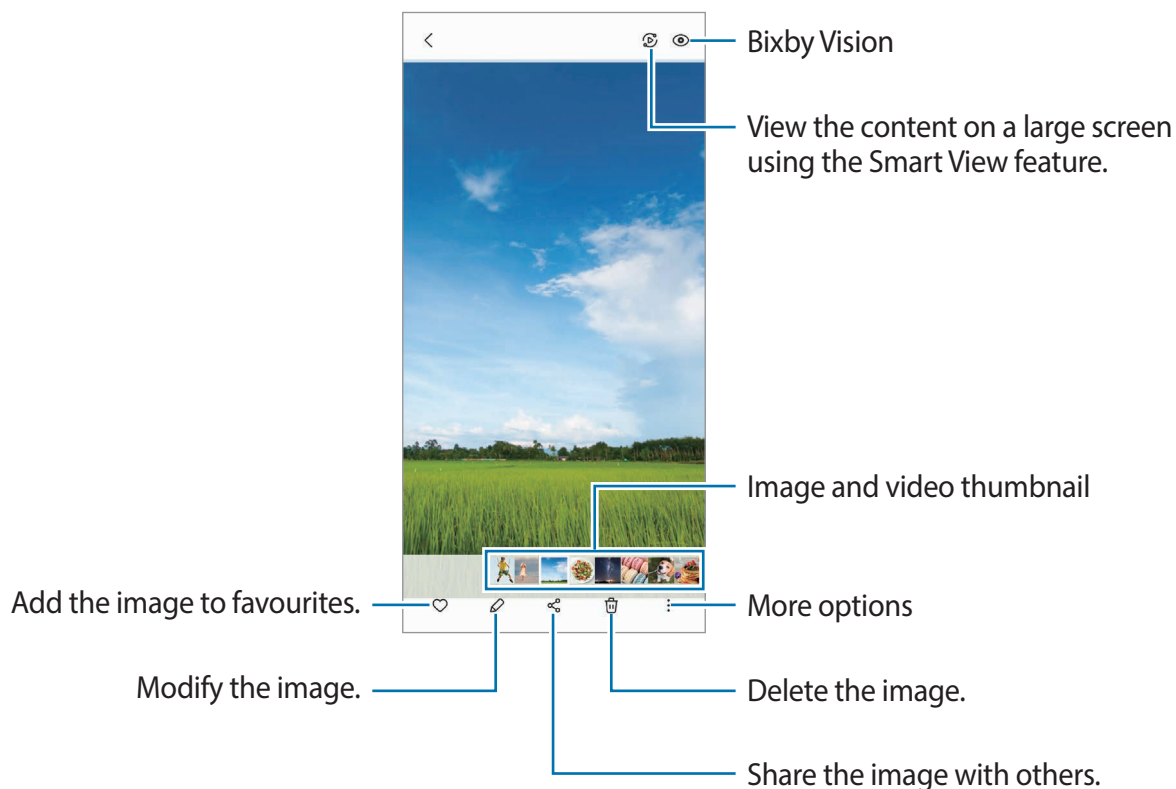 Bixby Vision
View the content on a large screen
using the Smart View feature.
Image and video thumbnail
Add the image to favourites.
More options
Modify the image.
Delete the image.
Share the image with others.